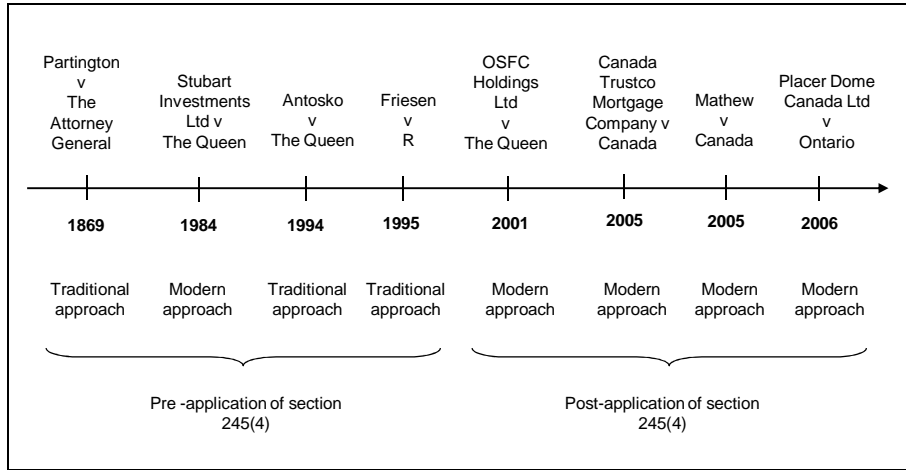 Partington
v
The
Attorney
General
Stubart
Investments
Ltd v
The Queen
Antosko
v
The Queen
Friesen
v
R
OSFC
Holdings
Ltd
v
The Queen
Canada
Trustco
Mortgage
Company v
Canada
Mathew
v
Canada
Placer Dome
Canada Ltd
v
Ontario
1869
1984
1994
1995
2001
2005
2005
2006
Traditional
approach
Modern
approach
Traditional
approach
Traditional
approach
Modern
approach
Modern
approach
Modern
approach
Modern
approach
Pre -application of section
245(4)
Post-application of section
245(4)